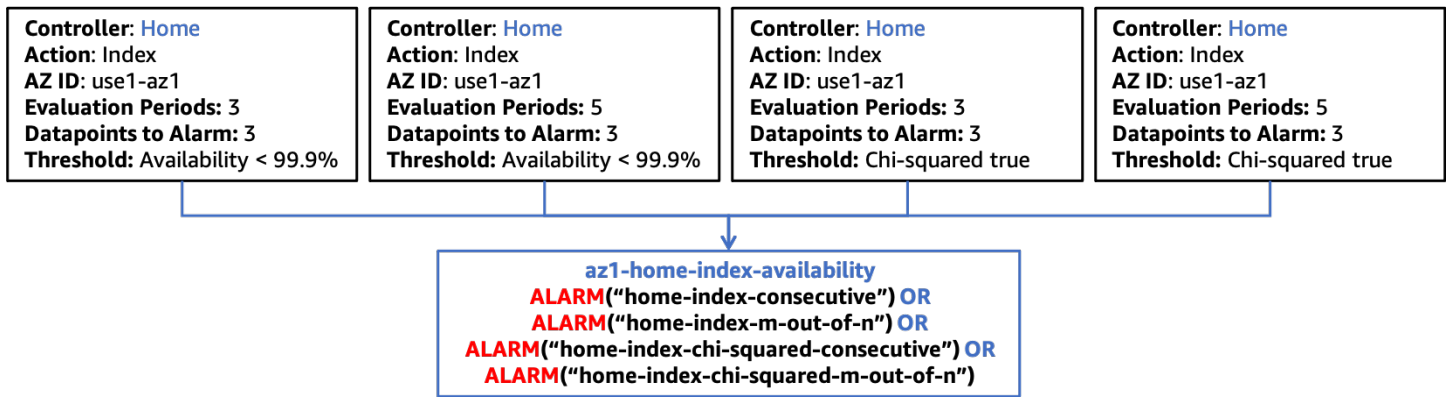 Controller: Home
Action: Index
AZ ID: use1-az1
Evaluation Periods: 3
Datapoints to Alarm: 3
Threshold: Availability < 99.9%
Controller: Home
Action: Index
AZ ID: use1-az1
Evaluation Periods: 5
Datapoints to Alarm: 3
Threshold: Availability < 99.9%
Controller: Home
Action: Index
AZ ID: use1-az1
Evaluation Periods: 3
Datapoints to Alarm: 3
Threshold: Chi-squared true
Controller: Home
Action: Index
AZ ID: use1-az1
Evaluation Periods: 5
Datapoints to Alarm: 3
Threshold: Chi-squared true
az1-home-index-availability
ALARM(“home-index-consecutive”) OR
ALARM(“home-index-m-out-of-n”) OR
ALARM(“home-index-chi-squared-consecutive”) OR
ALARM(“home-index-chi-squared-m-out-of-n”)